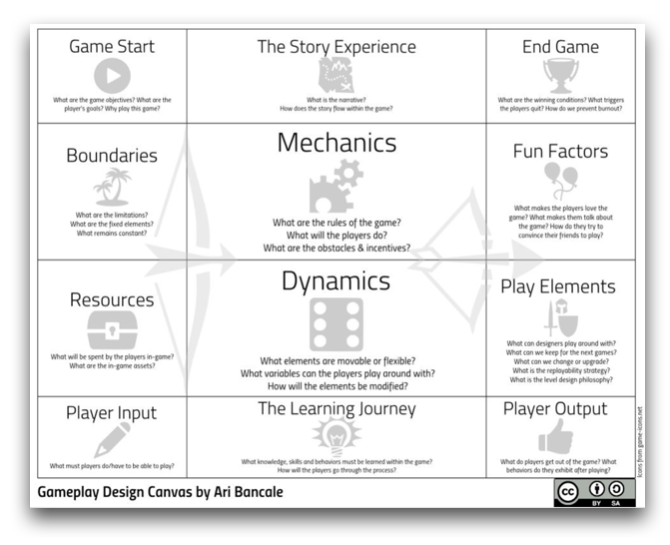 Game Start
What are the game objectives? What are the
player's goals? Why play this game?
The Story Experience
What is the narrative?
How does the story flow within the game?
End Game
What are the winning conditions? What triggers
the players quit? How do we prevent burnout?
Boundaries
What are the limitations?
What are the fixed elements?
What remains constant?
Mechanics
What are the rules of the game?
What will the players do?
What are the obstacles & incentives?
Fun Factors
What makes the players love the
game? What makes them talk about
the game? How do they try to
convince their friends to play?
Resources
What will be spent by the players in-game?
What are the in-game assets?
Dynamics
What elements are movable or flexible?
What variables can the players play around with?
How will the elements be modified?
Play Elements
What can designers play around with?
What can we keep for the next games?
What can we change or upgrade?
What is the replayability strategy?
What is the level design philosophy?
Player Input
What must players do/have to be able to play?
The Learning Journey
What knowledge, skills and behaviors must be learned within the game?
How will the players go through the process?
Player Output
What do players get out of the game? What
behaviors do they exhibit after playing?
Icons from game-icons.net
Gameplay Design Canvas by Ari Bancale
cc
BY SA